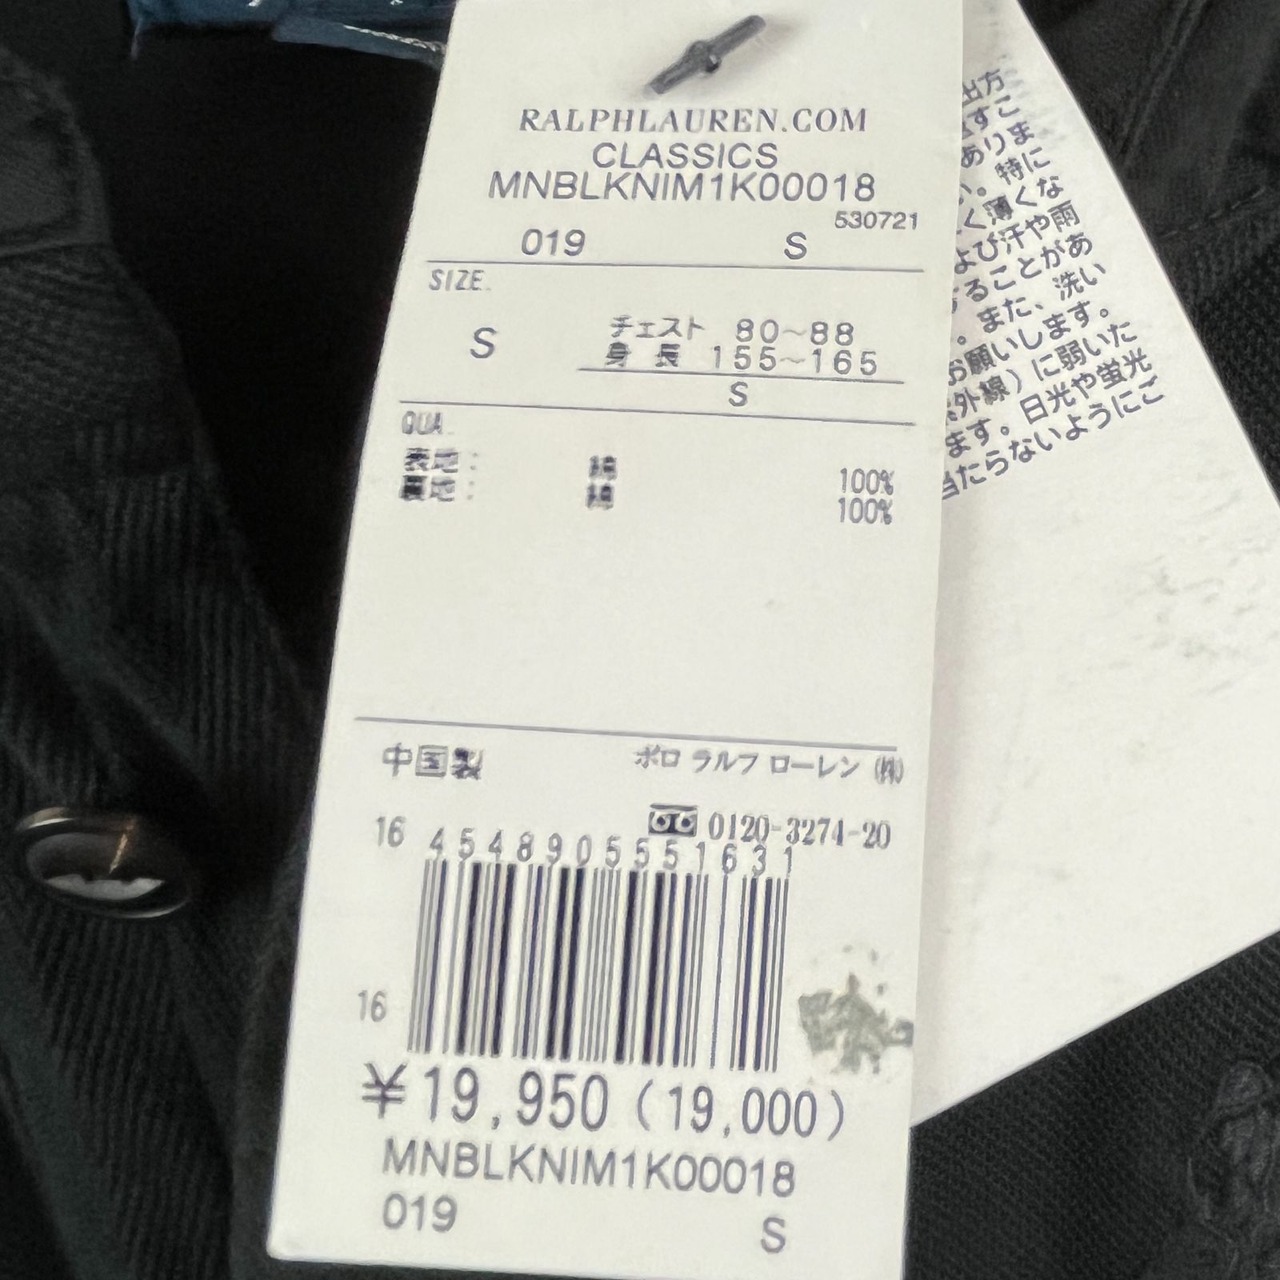 RALPHLAUREN.COM
CLASSICS
MNBLKNIM1K00018
530721
019 S
SIZE.
S チェスト 80~88
身長 155~165
S
QUA.
表地: 綿 100%
裏地: 綿 100%
中国製 ポロ ラルフ ローレン (株)
16 0120-3274-20
4548905551631
16
¥19,950 (19,000)
MNBLKNIM1K00018
019 S
出方
すこ
ありま
。特に
く薄くな
よび汗や雨
ることがあ
。また、洗い
お願いします。
外線)に弱いた
ます。日光や蛍光
当たらないようにご